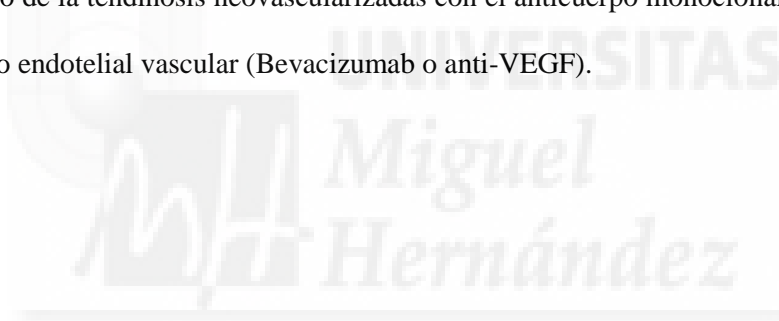 o de la tendinosis neovascularizadas con el anticuerpo monoclonal
o endotelial vascular (Bevacizumab o anti-VEGF).
UNIVERSITAS
Miguel
Hernández